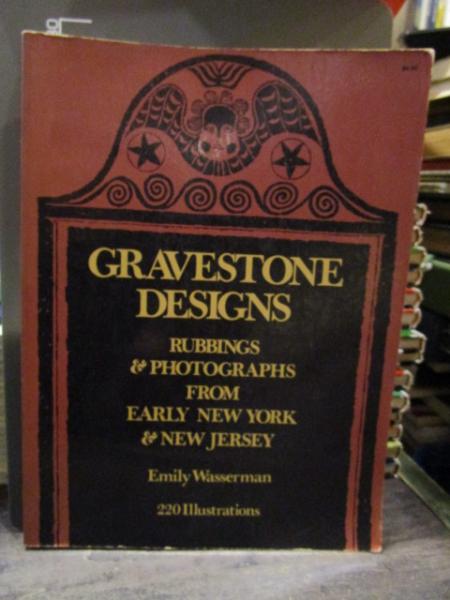 GRAVESTONE
DESIGNS
RUBBINGS
& PHOTOGRAPHS
FROM
EARLY NEW YORK
& NEW JERSEY
Emily Wasserman
220 Illustrations